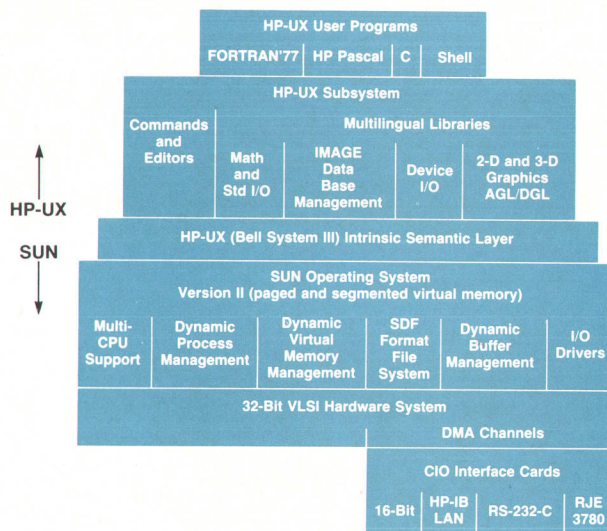 HP-UX User Programs
FORTRAN'77
HP Pascal
C
Shell
HP-UX Subsystem
Commands
and
Editors
Multilingual Libraries
Math
and
Std I/O
IMAGE
Data
Base
Management
Device
I/O
2-D and 3-D
Graphics
AGL/DGL
HP-UX
SUN
HP-UX (Bell System III) Intrinsic Semantic Layer
SUN Operating System
Version II (paged and segmented virtual memory)
Multi-
CPU
Support
Dynamic
Process
Management
Dynamic
Virtual
Memory
Management
SDF
Format
File
System
Dynamic
Buffer
Management
I/O
Drivers
32-Bit VLSI Hardware System
DMA Channels
CIO Interface Cards
16-Bit
HP-IB
LAN
RS-232-C
RJE
3780